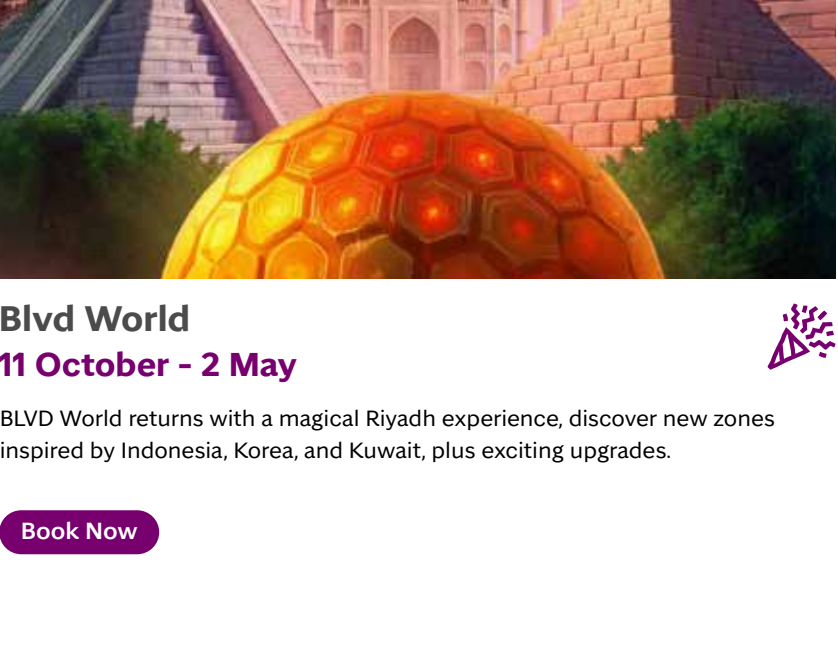 Blvd World
11 October - 2 May
BLVD World returns with a magical Riyadh experience, discover new zones
inspired by Indonesia, Korea, and Kuwait, plus exciting upgrades.
Book Now